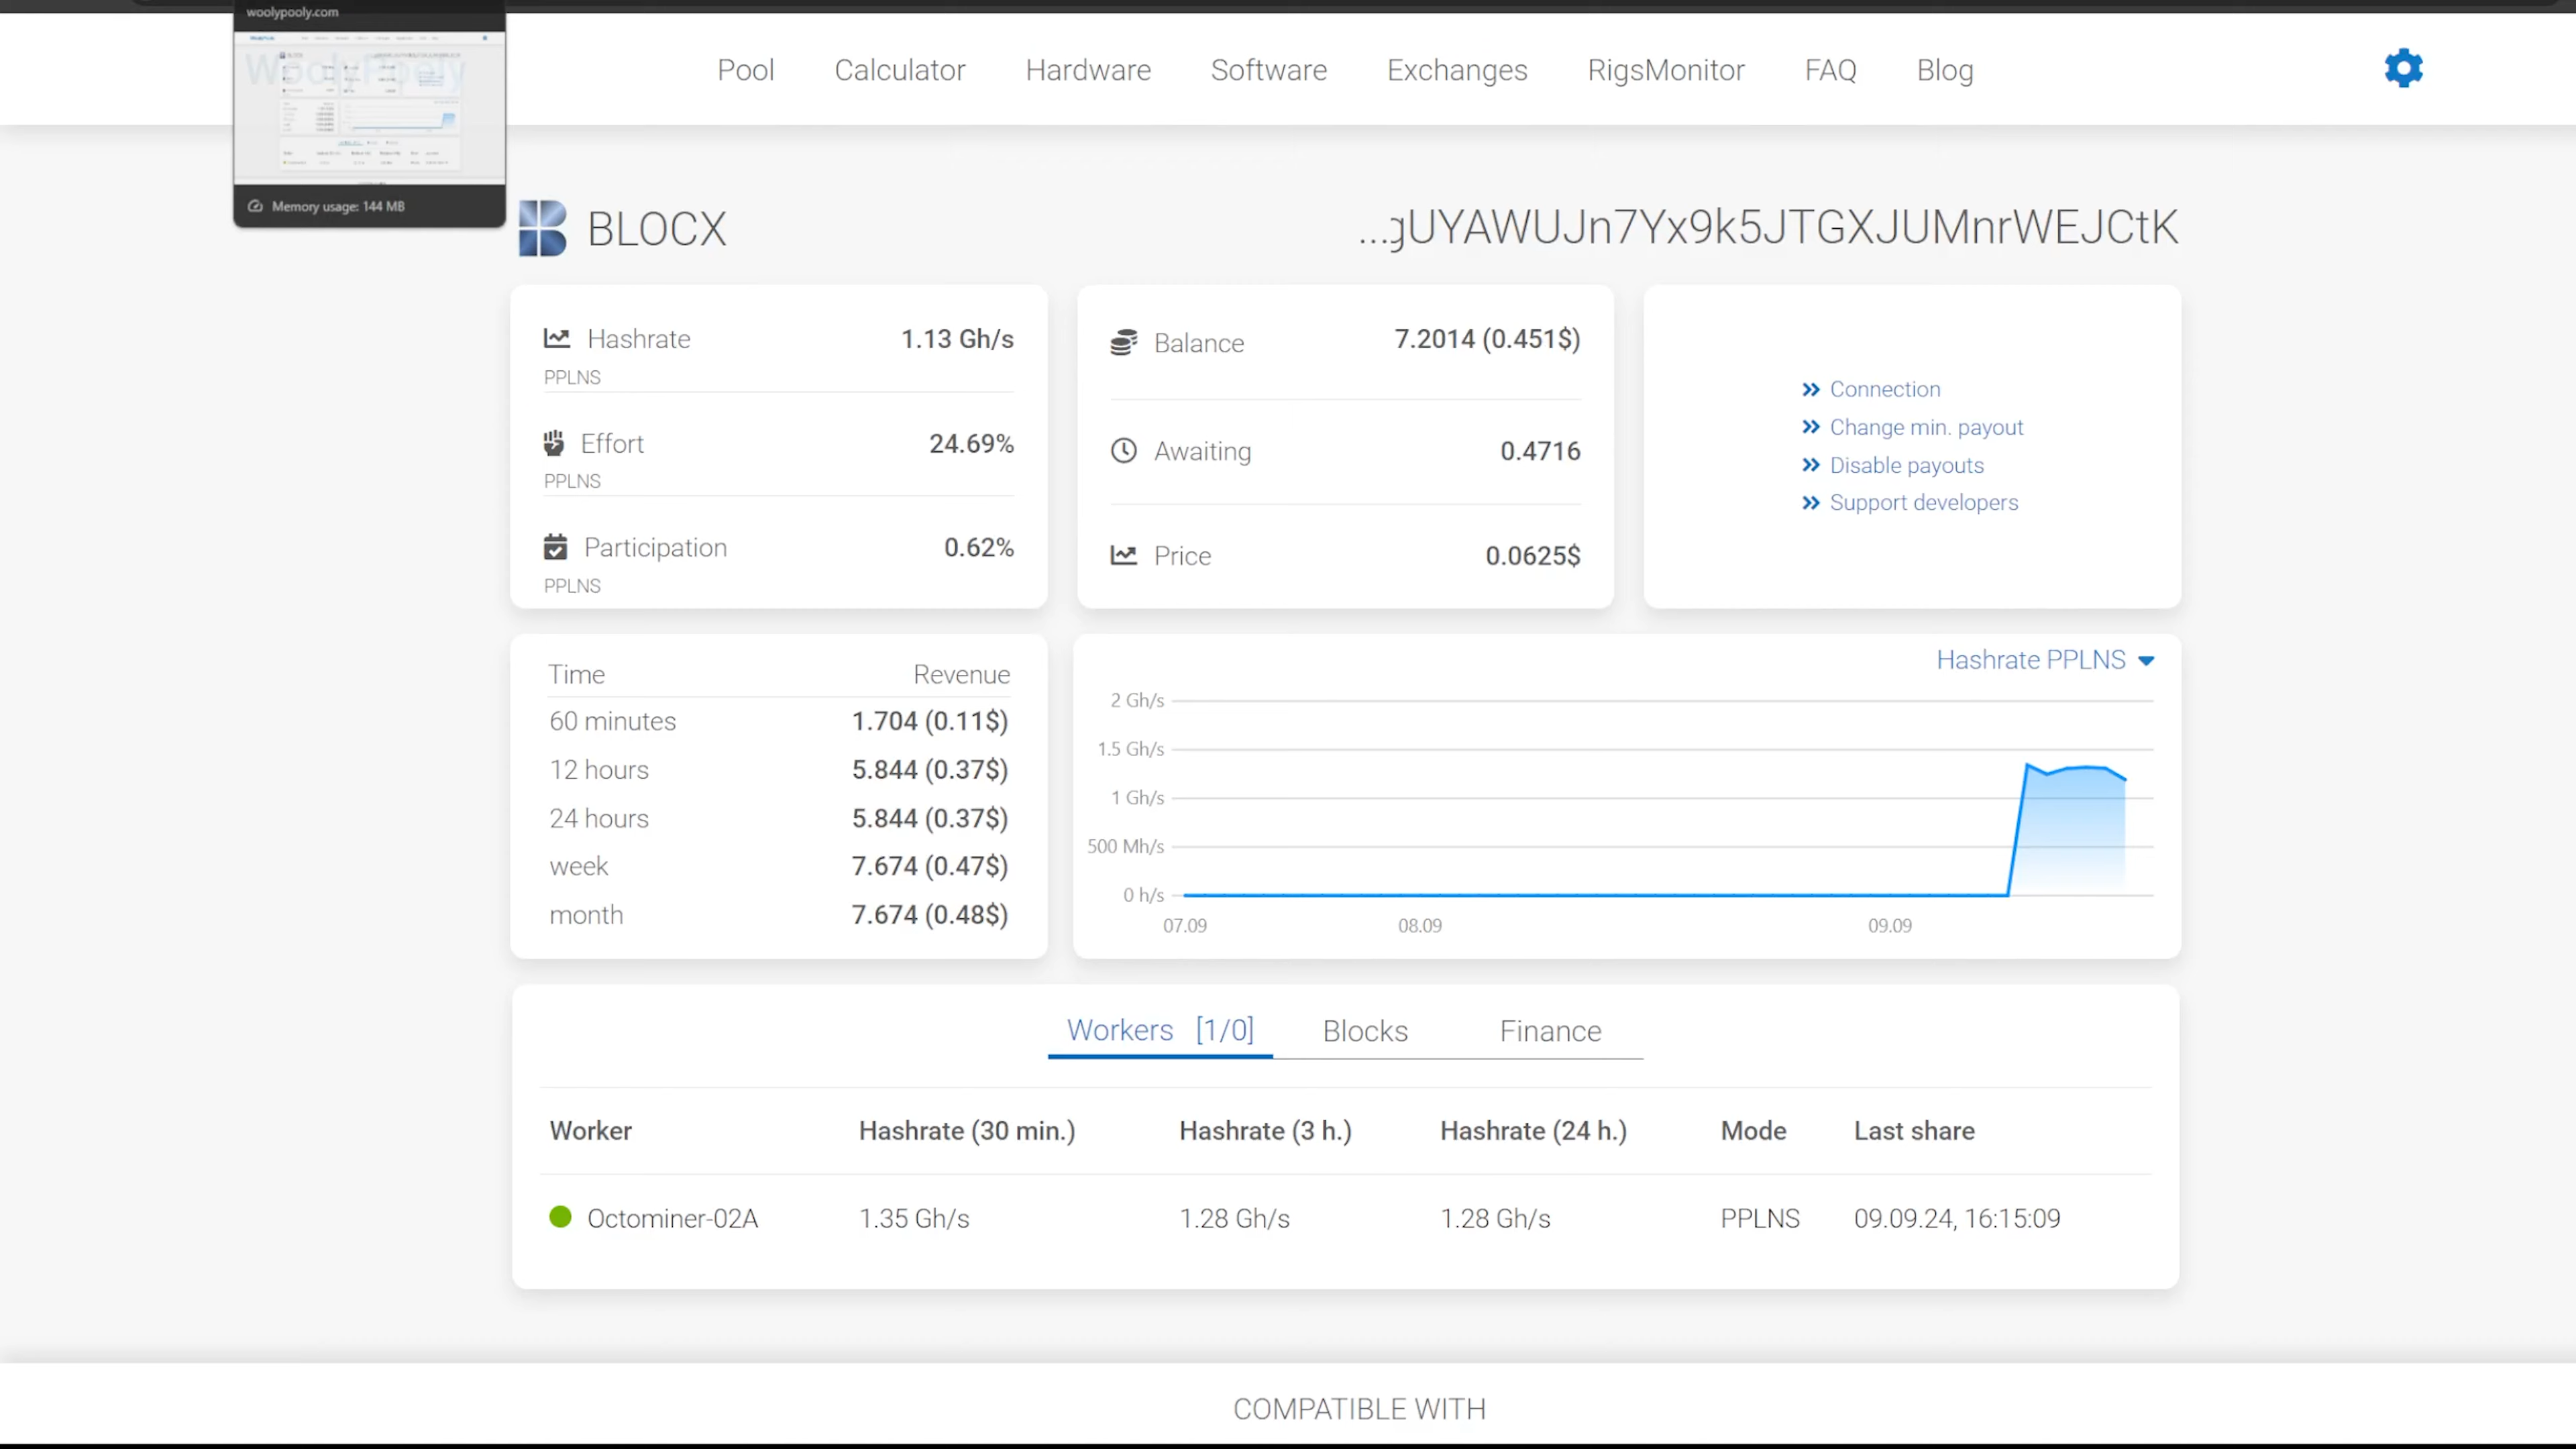 woolypooly.com
WoolyPooly
Memory usage: 144 MB
Pool Calculator Hardware Software Exchanges RigsMonitor FAQ Blog
BLOCX
...gUYAWUJn7Yx9k5JTGXJUMnrWEJCtK
Hashrate 1.13 Gh/s
PPLNS
Effort 24.69%
PPLNS
Participation 0.62%
PPLNS
Balance 7.2014 (0.451$)
Awaiting 0.4716
Price 0.0625$
Connection
Change min. payout
Disable payouts
Support developers
Time Revenue
60 minutes 1.704 (0.11$)
12 hours 5.844 (0.37$)
24 hours 5.844 (0.37$)
week 7.674 (0.47$)
month 7.674 (0.48$)
Hashrate PPLNS
2 Gh/s
1.5 Gh/s
1 Gh/s
500 Mh/s
0 h/s
07.09 08.09 09.09
Workers [1/0] Blocks Finance
Worker Hashrate (30 min.) Hashrate (3 h.) Hashrate (24 h.) Mode Last share
Octominer-02A 1.35 Gh/s 1.28 Gh/s 1.28 Gh/s PPLNS 09.09.24, 16:15:09
COMPATIBLE WITH